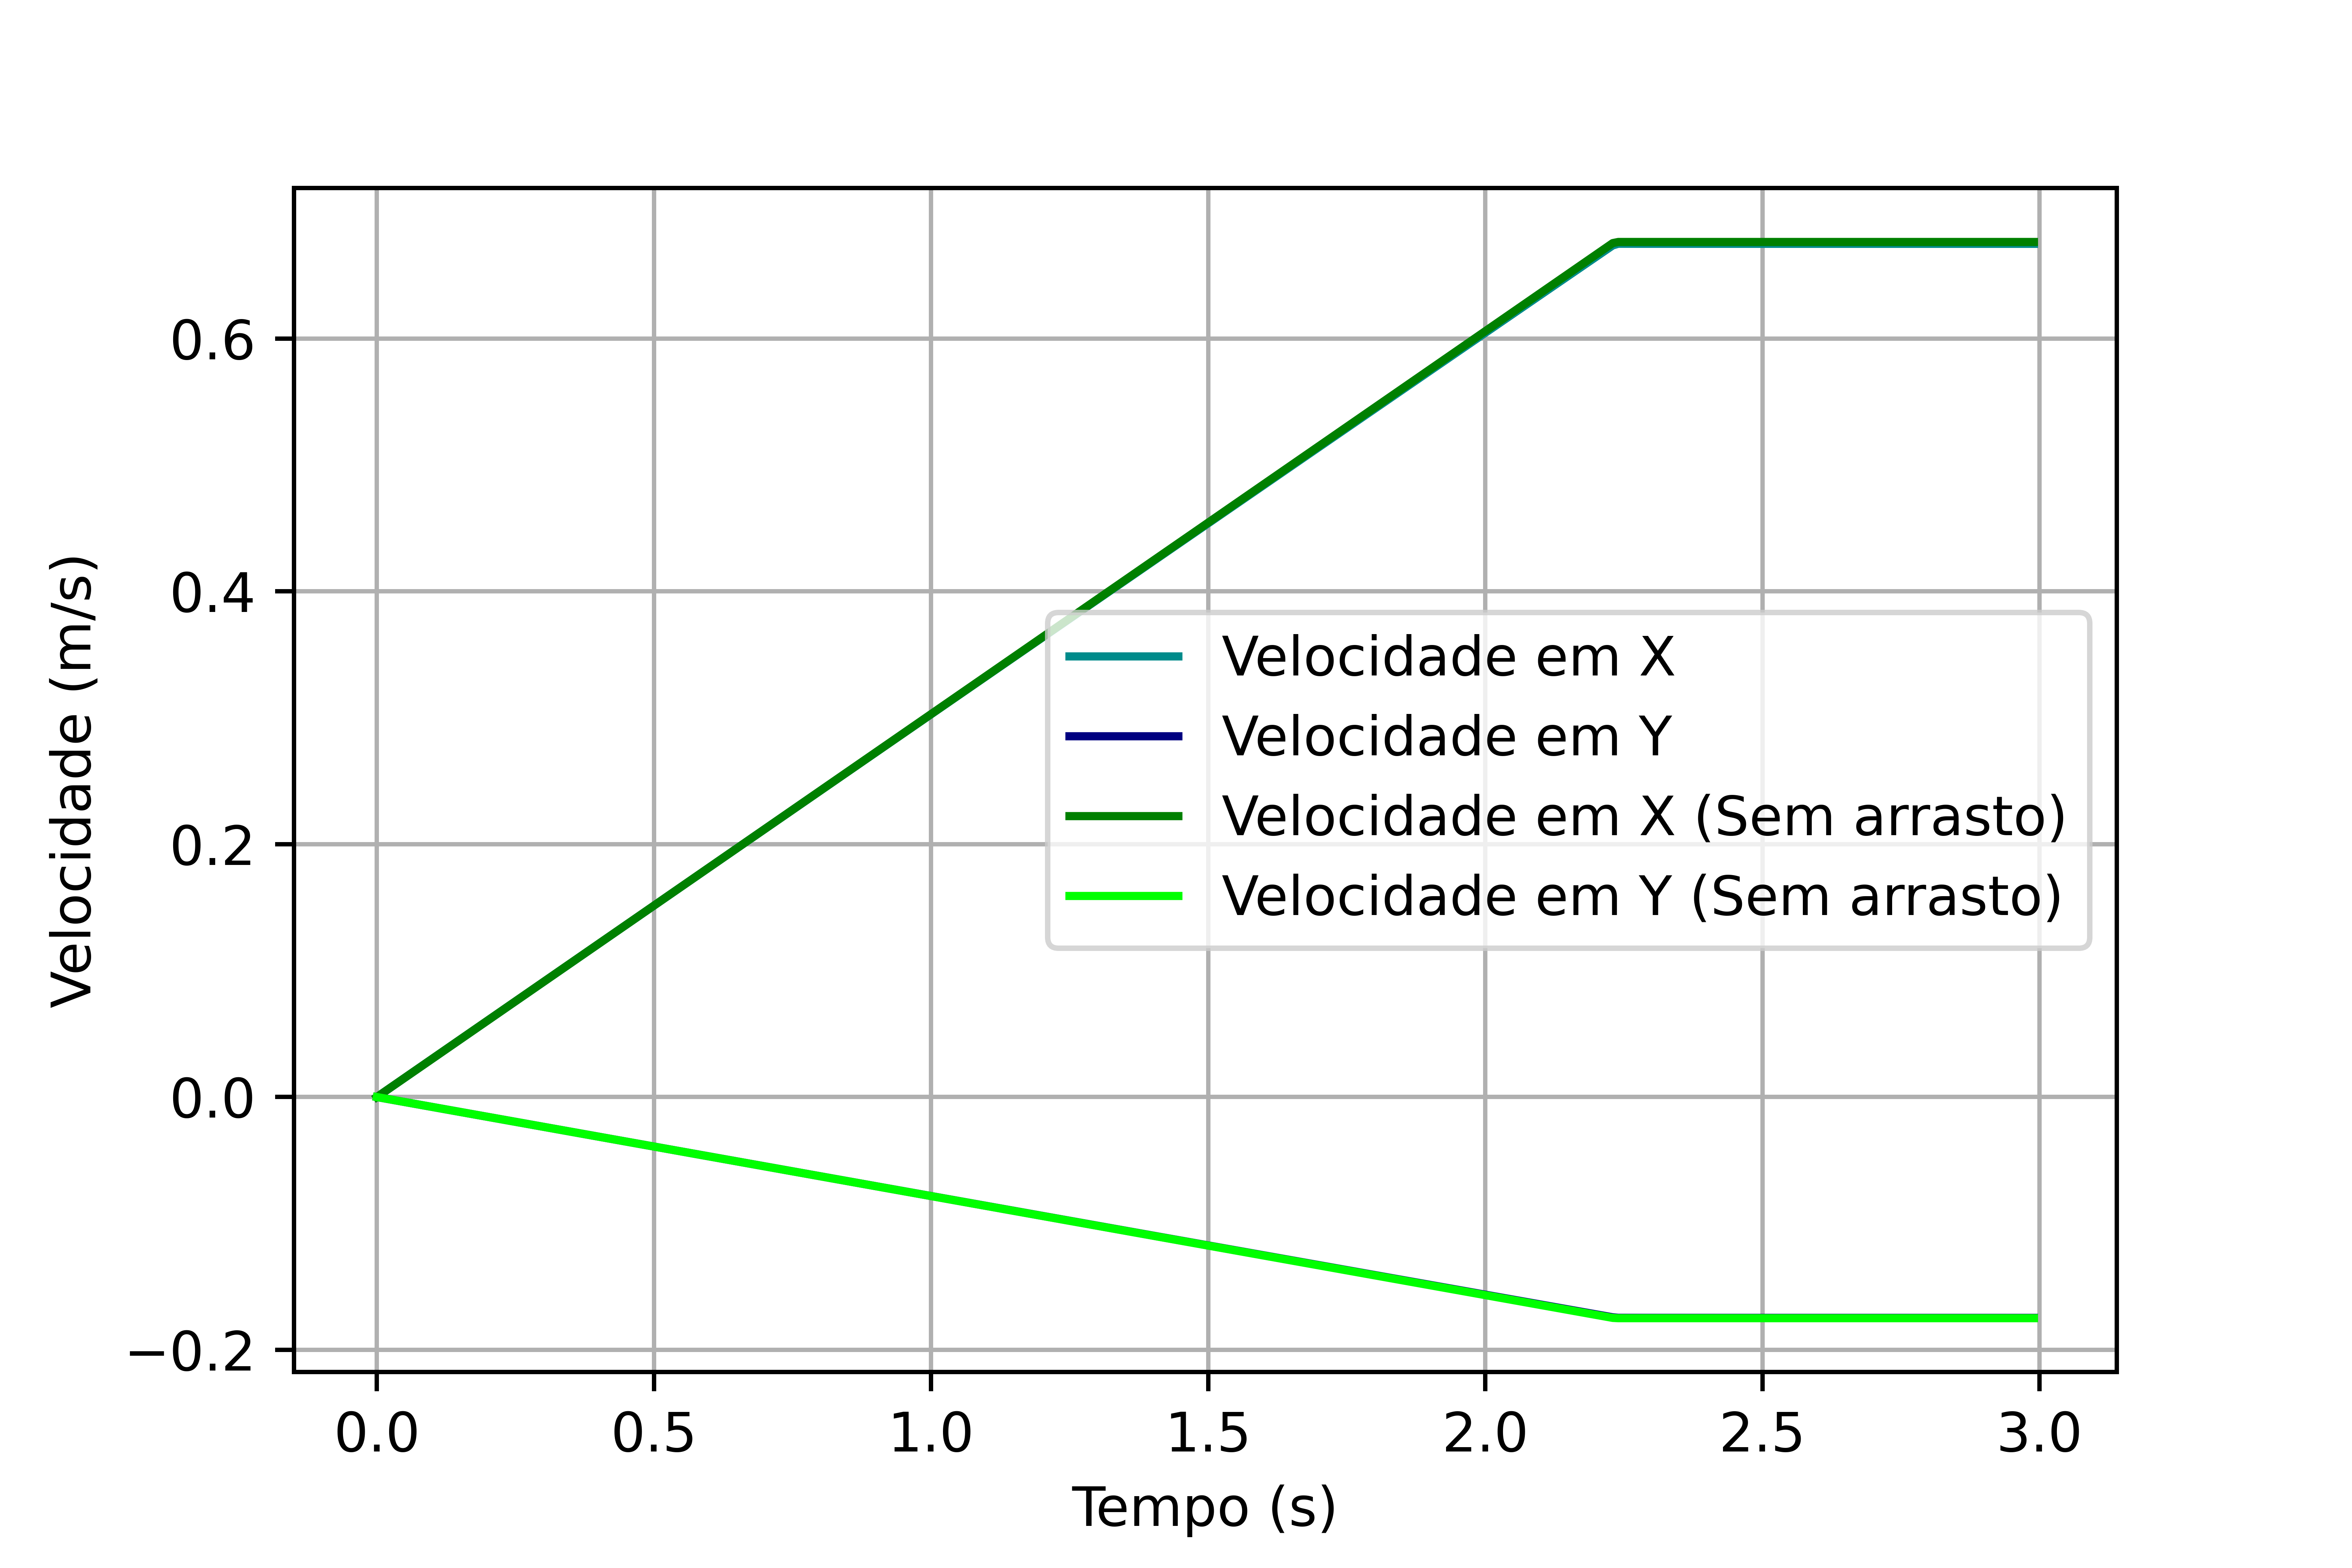 Velocidade (m/s)
0.6
0.4
0.2
0.0
−0.2
Velocidade em X
Velocidade em Y
Velocidade em X (Sem arrasto)
Velocidade em Y (Sem arrasto)
0.0 0.5 1.0 1.5 2.0 2.5 3.0
Tempo (s)